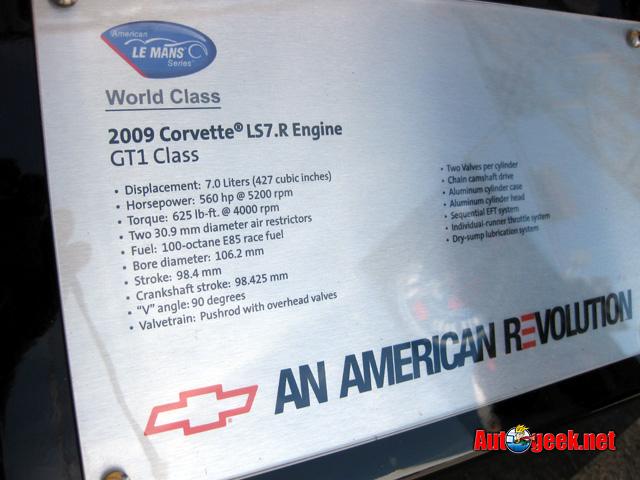 American
LE MANS
Series
World Class
2009 Corvette® LS7.R Engine
GT1 Class
• Displacement: 7.0 Liters (427 cubic inches)
• Horsepower: 560 hp @ 5200 rpm
• Torque: 625 lb-ft. @ 4000 rpm
• Two 30.9 mm diameter air restrictors
• Fuel: 100-octane E85 race fuel
• Bore diameter: 106.2 mm
• Stroke: 98.4 mm
• Crankshaft stroke: 98.425 mm
• "V" angle: 90 degrees
• Valvetrain: Pushrod with overhead valves
• Two Valves per cylinder
• Chain camshaft drive
• Aluminum cylinder case
• Aluminum cylinder head
• Sequential EFT system
• Individual-runner throttle system
• Dry-sump lubrication system
AN AMERICAN REVOLUTION
Autogeek.net